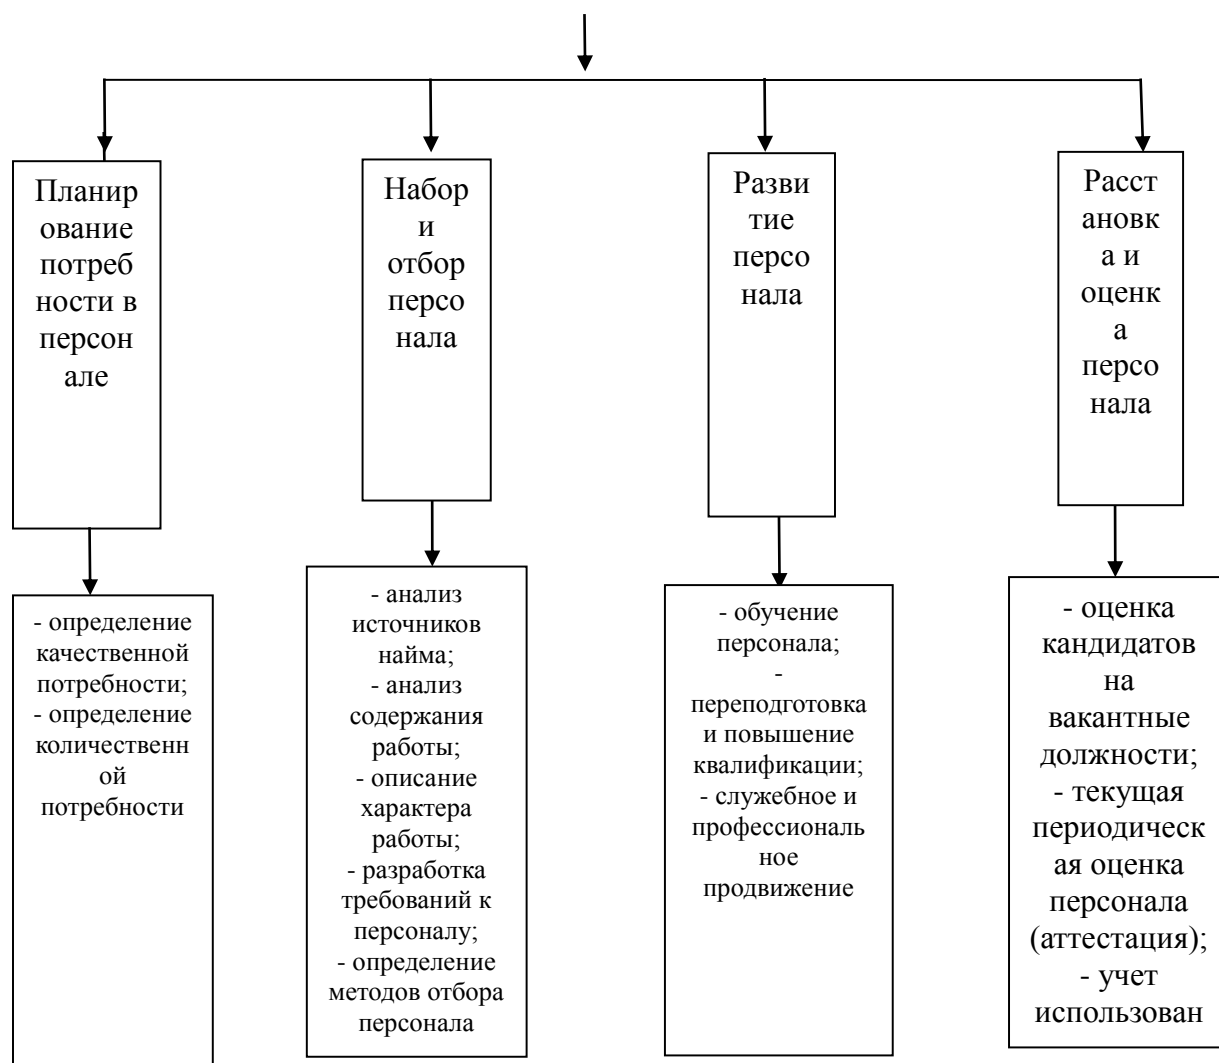 Планир
ование
потреб
ности в
персон
але
Набор
и
отбор
персо
нала
Разви
тие
персо
нала
Расст
ановк
а и
оценк
а
персо
нала
- определение
качественной
потребности;
- определение
количественн
ой
потребности
- анализ
источников
найма;
- анализ
содержания
работы;
- описание
характера
работы;
- разработка
требований к
персоналу;
- определение
методов отбора
персонала
- обучение
персонала;
-
переподготовка
и повышение
квалификации;
- служебное и
профессиональ
ное
продвижение
- оценка
кандидатов
на
вакантные
должности;
- текущая
периодическ
ая оценка
персонала
(аттестация);
- учет
использован